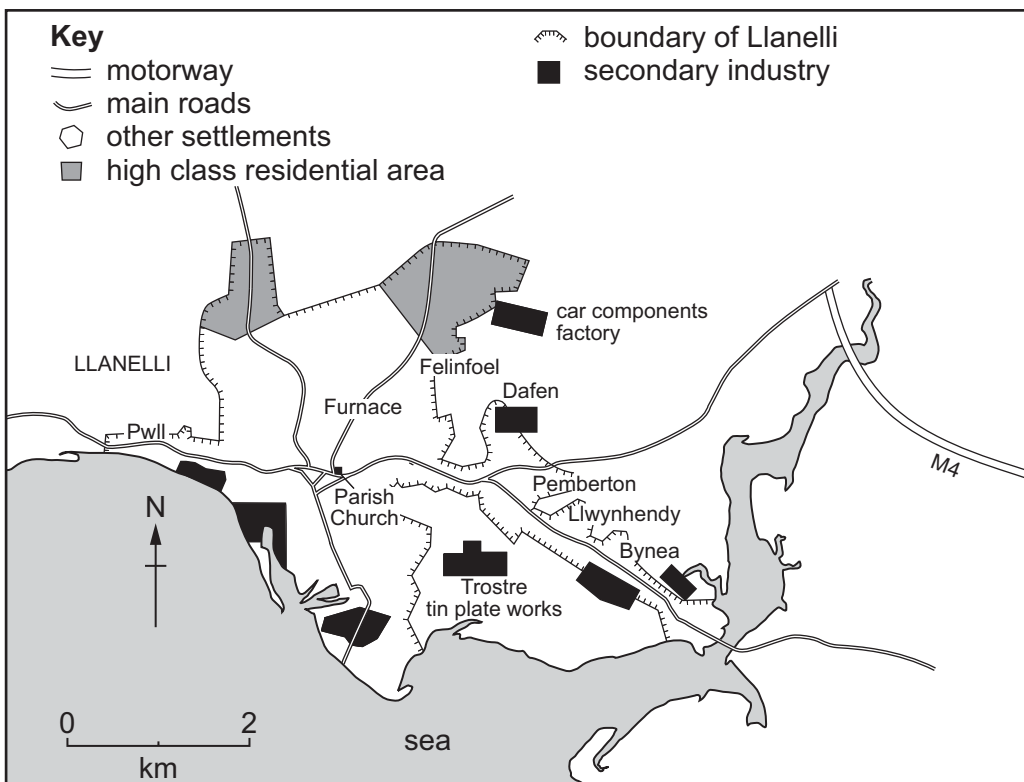 Key
motorway
main roads
other settlements
high class residential area
boundary of Llanelli
secondary industry
car components
factory
LLANELLI
Felinfoel
Dafen
Furnace
Pwll
M4
Pemberton
Parish
Church
Llwynhendy
N
Bynea
Trostre
tin plate works
0 2
km
sea